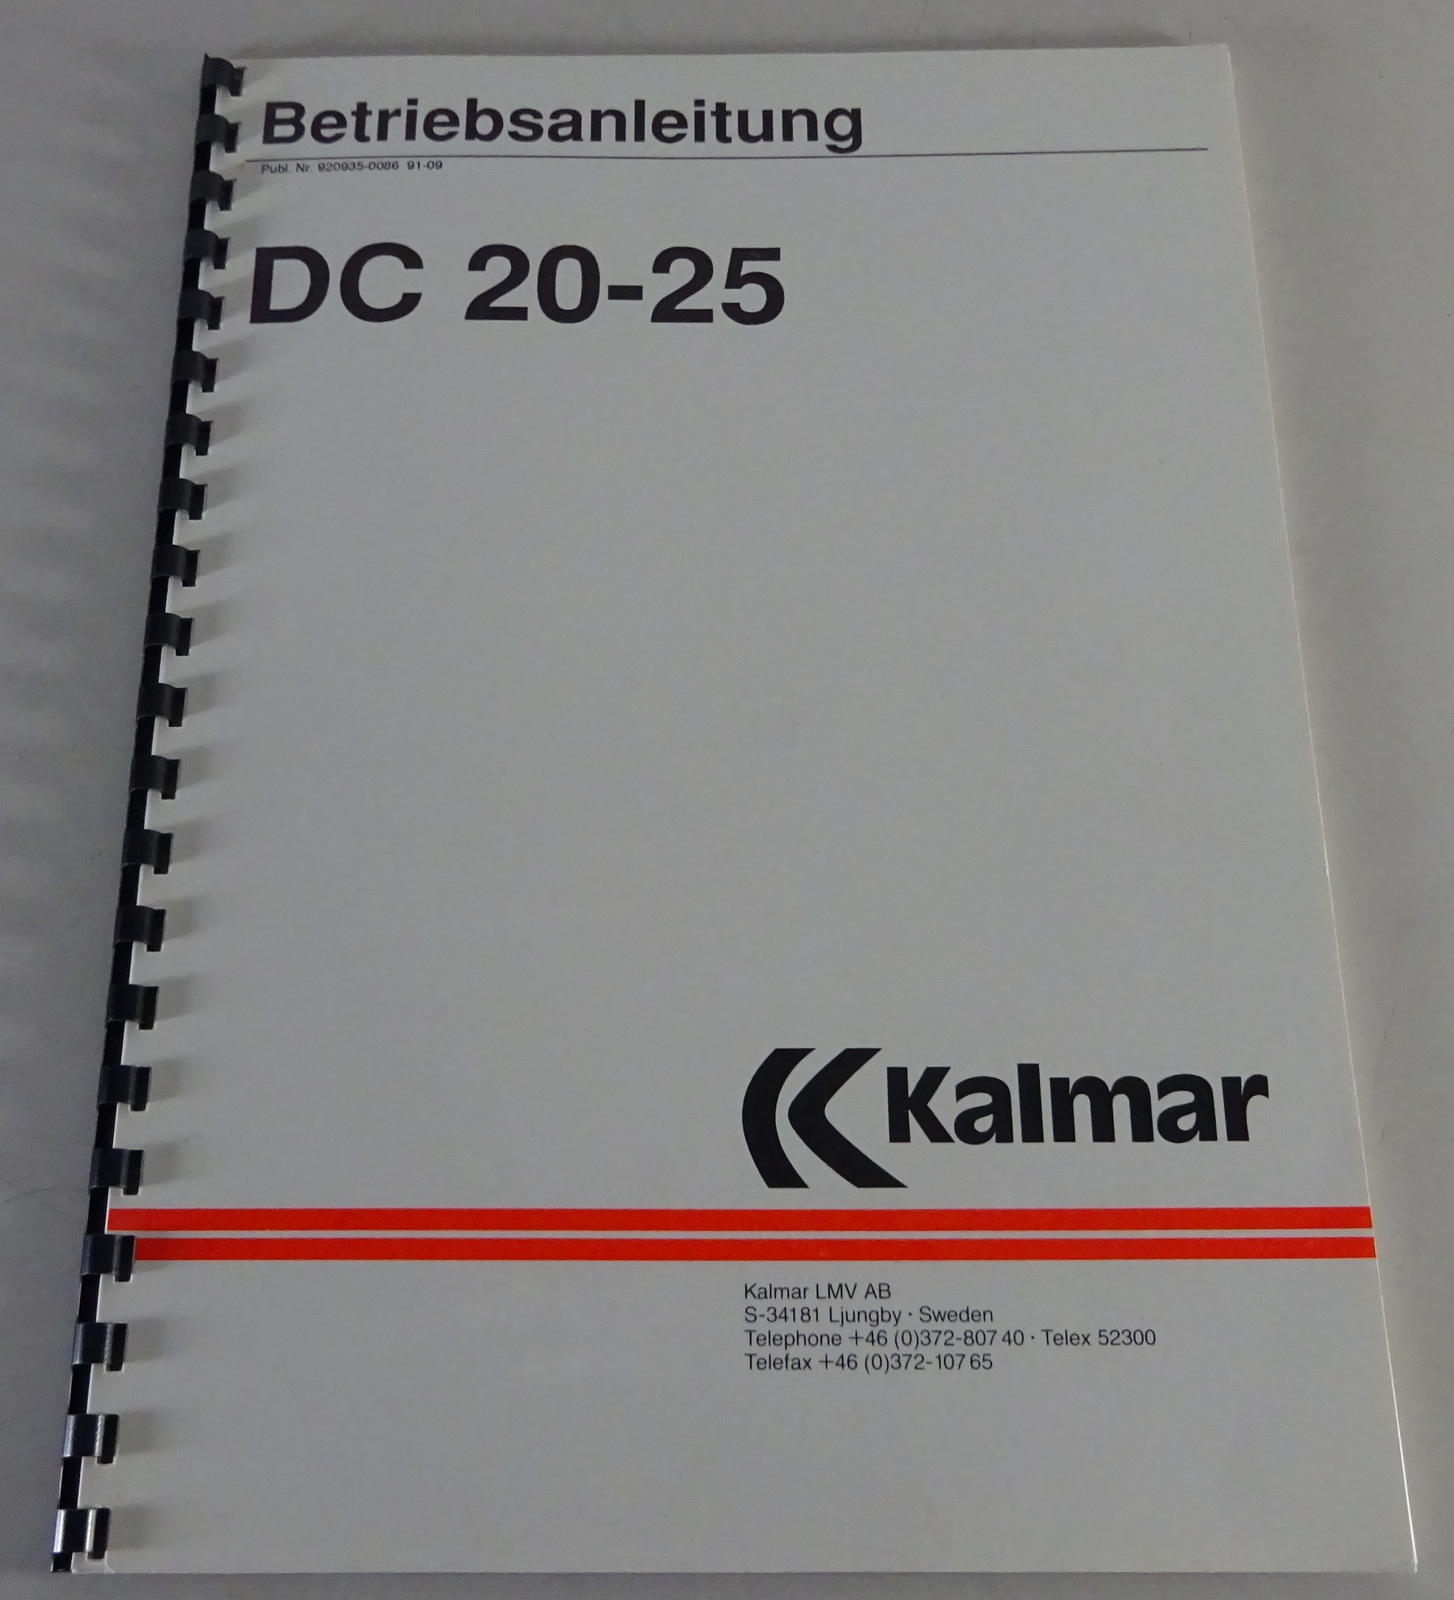 Betriebsanleitung
Publ. Nr. 920935-0086 91-09
DC 20-25
Kalmar
Kalmar LMV AB
S-34181 Ljungby · Sweden
Telephone +46 (0)372-807 40 · Telex 52300
Telefax +46 (0)372-107 65